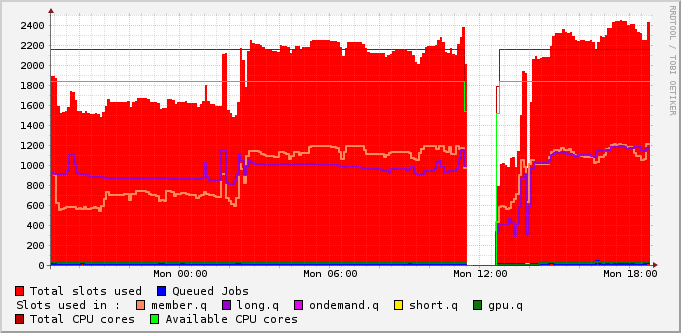 RRDTOOL / TOBI OETIKER
2400
2200
2000
1800
1600
1400
1200
1000
800
600
400
200
0
Mon 00:00 Mon 06:00 Mon 12:00 Mon 18:00
Total slots used Queued Jobs
Slots used in : member.q long.q ondemand.q short.q gpu.q
Total CPU cores Available CPU cores